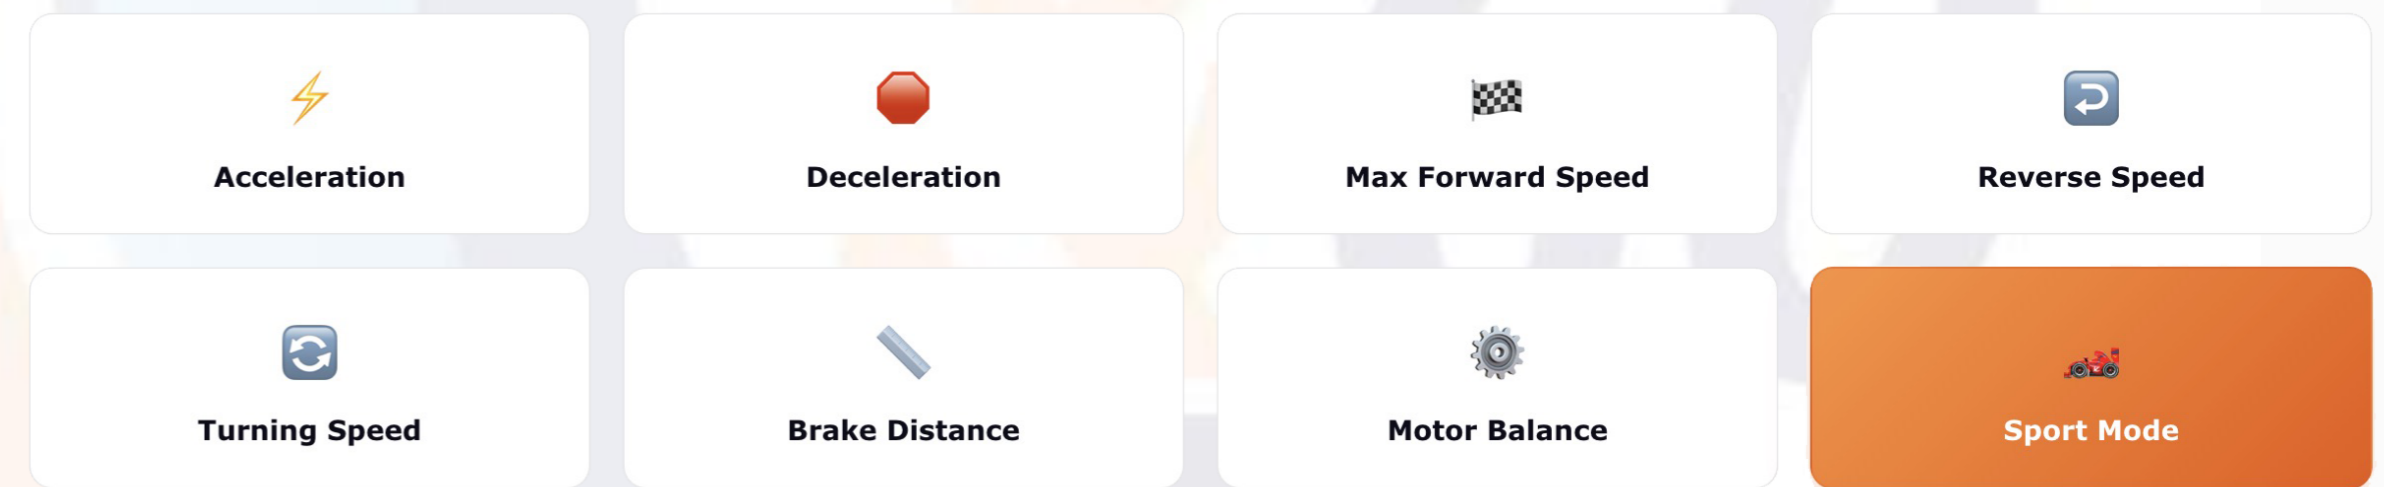 Acceleration
Deceleration
Max Forward Speed
Reverse Speed
Turning Speed
Brake Distance
Motor Balance
Sport Mode